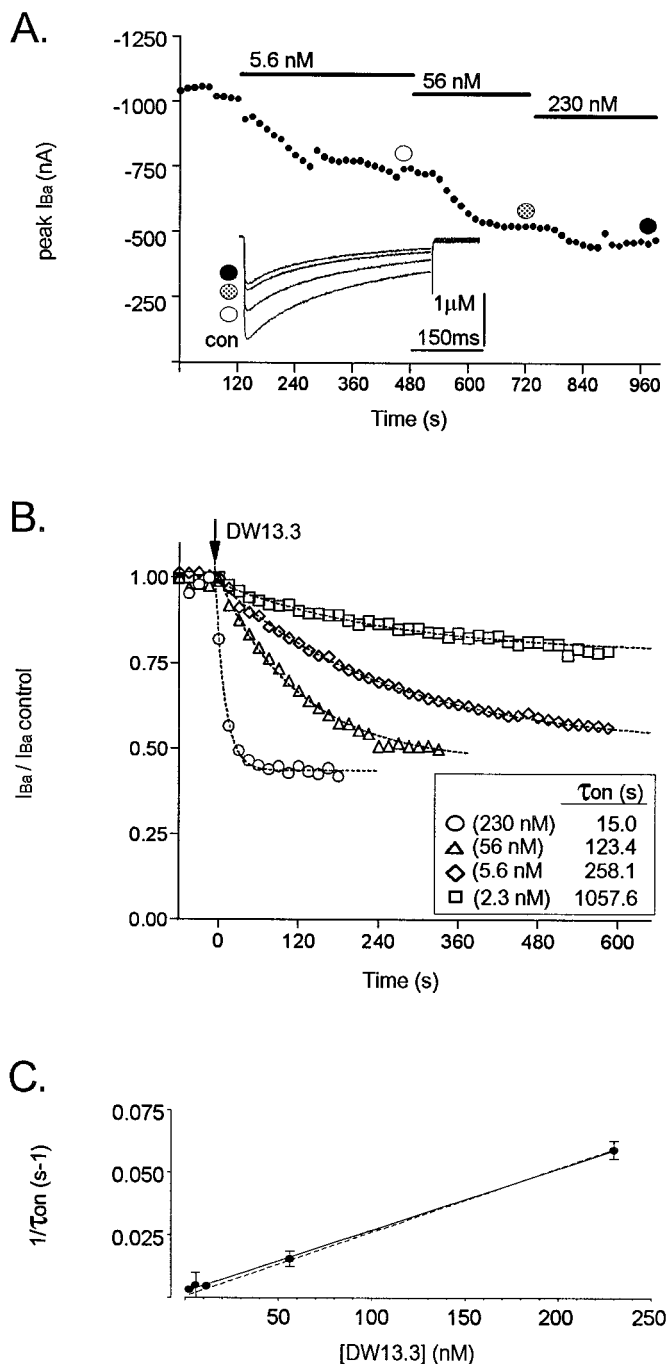 A.
-1250
-1000
-750
-500
-250
peak IBa (nA)
5.6 nM
56 nM
230 nM
con
1µM
150ms
120 240 360 480 600 720 840 960
Time (s)
B.
DW13.3
1.00
0.75
0.50
0.25
0.00
IBa / IBa control
τon (s)
(230 nM) 15.0
(56 nM) 123.4
(5.6 nM 258.1
(2.3 nM) 1057.6
0 120 240 360 480 600
Time (s)
C.
0.075
0.050
0.025
1/τon (s-1)
50 100 150 200 250
[DW13.3] (nM)